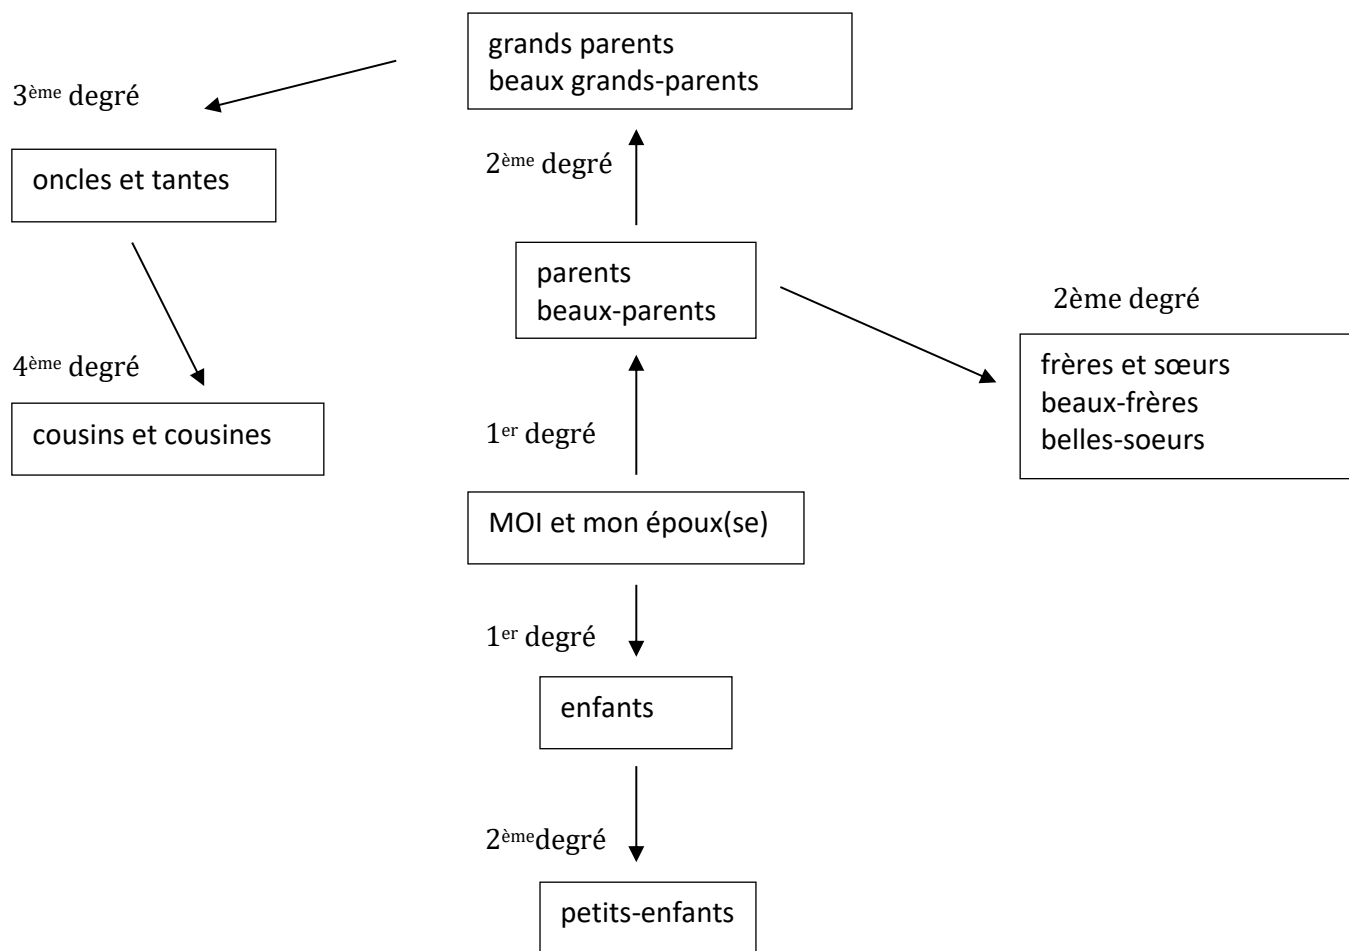 grands parents
beaux grands-parents
3ème degré
2ème degré
oncles et tantes
parents
beaux-parents
2ème degré
frères et sœurs
beaux-frères
belles-soeurs
4ème degré
cousins et cousines
1er degré
MOI et mon époux(se)
1er degré
enfants
2èmedegré
petits-enfants